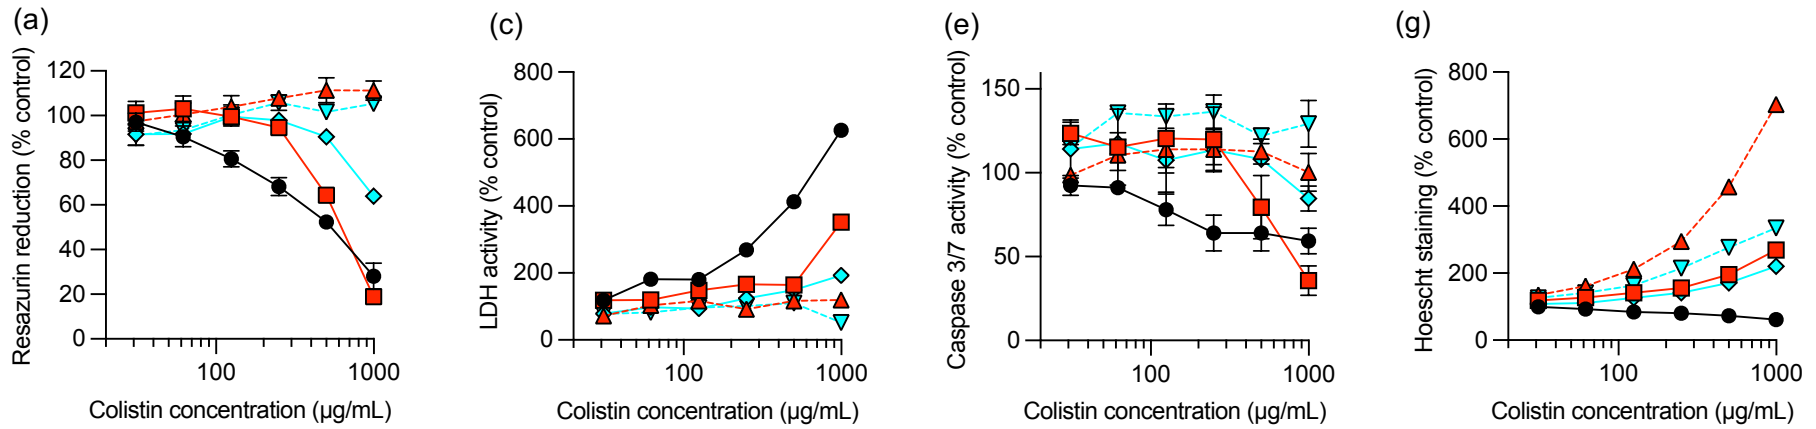 (a)
Resazurin reduction (% control)
120
100
80
60
40
20
0
100
1000
Colistin concentration (µg/mL)
(c)
LDH activity (% control)
800
600
400
200
0
100
1000
Colistin concentration (µg/mL)
(e)
Caspase 3/7 activity (% control)
150
100
50
0
100
1000
Colistin concentration (µg/mL)
(g)
Hoescht staining (% control)
800
600
400
200
0
100
1000
Colistin concentration (µg/mL)